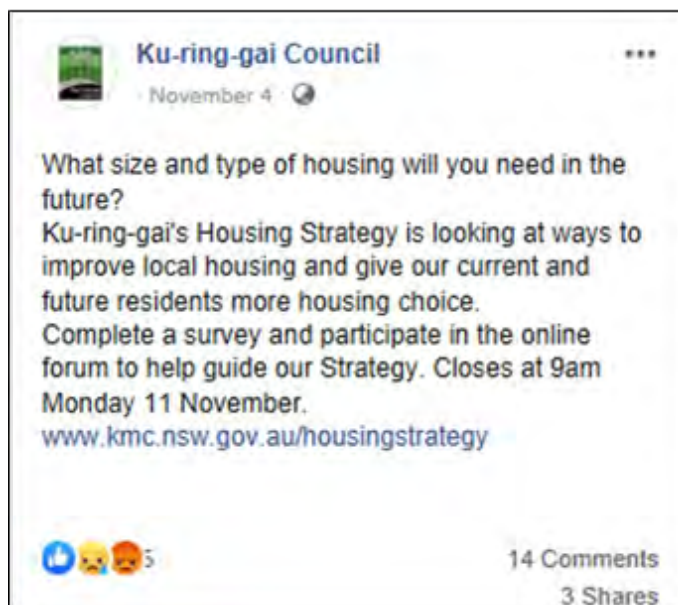 Ku-ring-gai Council
...
· November 4 ·
What size and type of housing will you need in the
future?
Ku-ring-gai's Housing Strategy is looking at ways to
improve local housing and give our current and
future residents more housing choice.
Complete a survey and participate in the online
forum to help guide our Strategy. Closes at 9am
Monday 11 November.
www.kmc.nsw.gov.au/housingstrategy
5
14 Comments
3 Shares